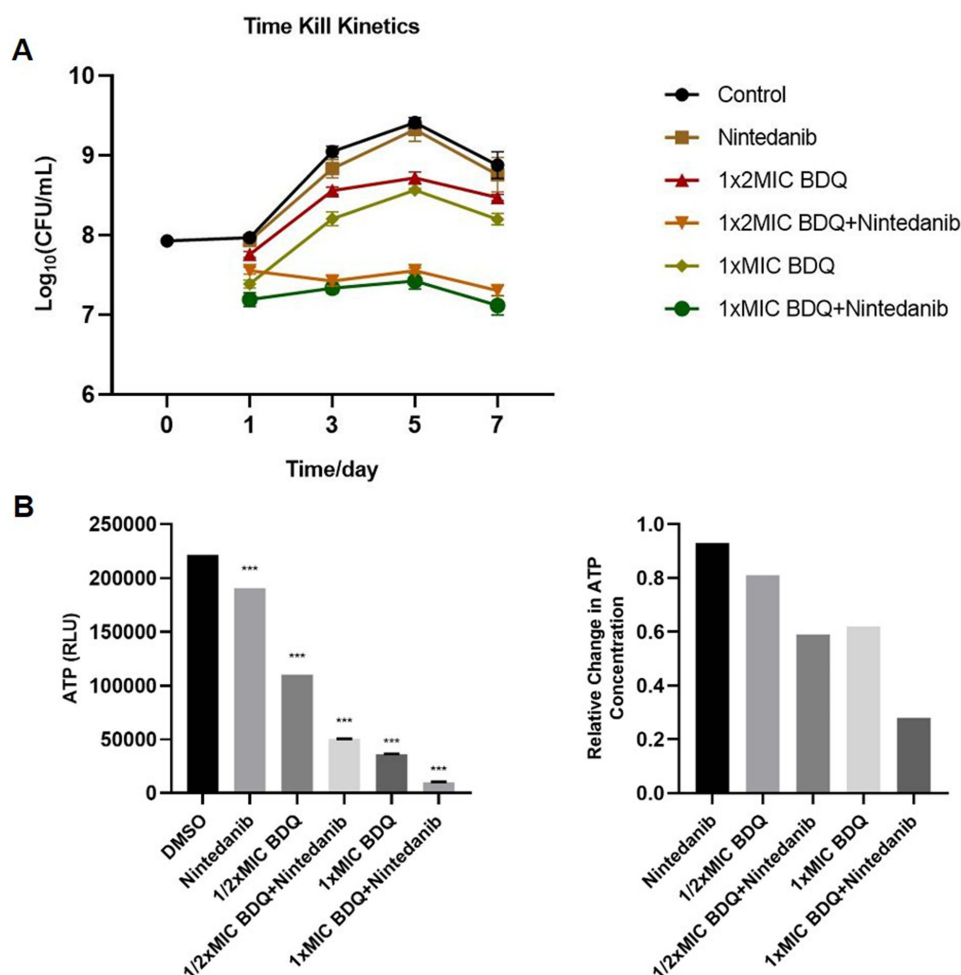 Time Kill Kinetics
A
10
9
8
7
6
Log10(CFU/mL)
0 1 3 5 7
Time/day
Control
Nintedanib
1x2MIC BDQ
1x2MIC BDQ+Nintedanib
1xMIC BDQ
1xMIC BDQ+Nintedanib
B
250000
200000
150000
100000
50000
0
ATP (RLU)
***
***
***
***
***
DMSO
Nintedanib
1/2xMIC BDQ
1/2xMIC BDQ+Nintedanib
1xMIC BDQ
1xMIC BDQ+Nintedanib
1.0
0.8
0.6
0.4
0.2
0.0
Relative Change in ATP
Concentration
Nintedanib
1/2xMIC BDQ
1/2xMIC BDQ+Nintedanib
1xMIC BDQ
1xMIC BDQ+Nintedanib